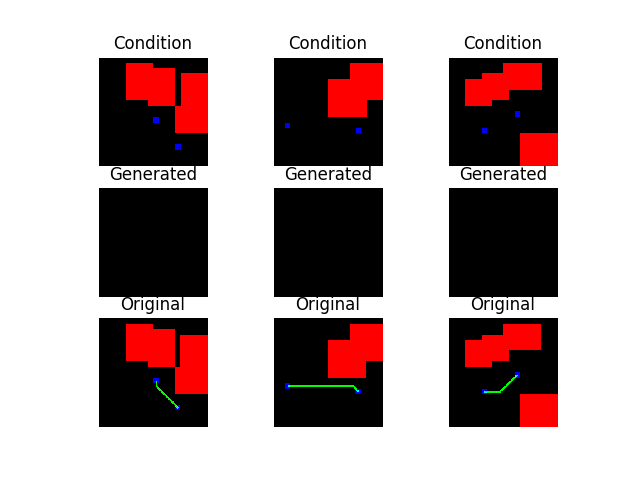 Condition
Condition
Condition
Generated
Generated
Generated
Original
Original
Original